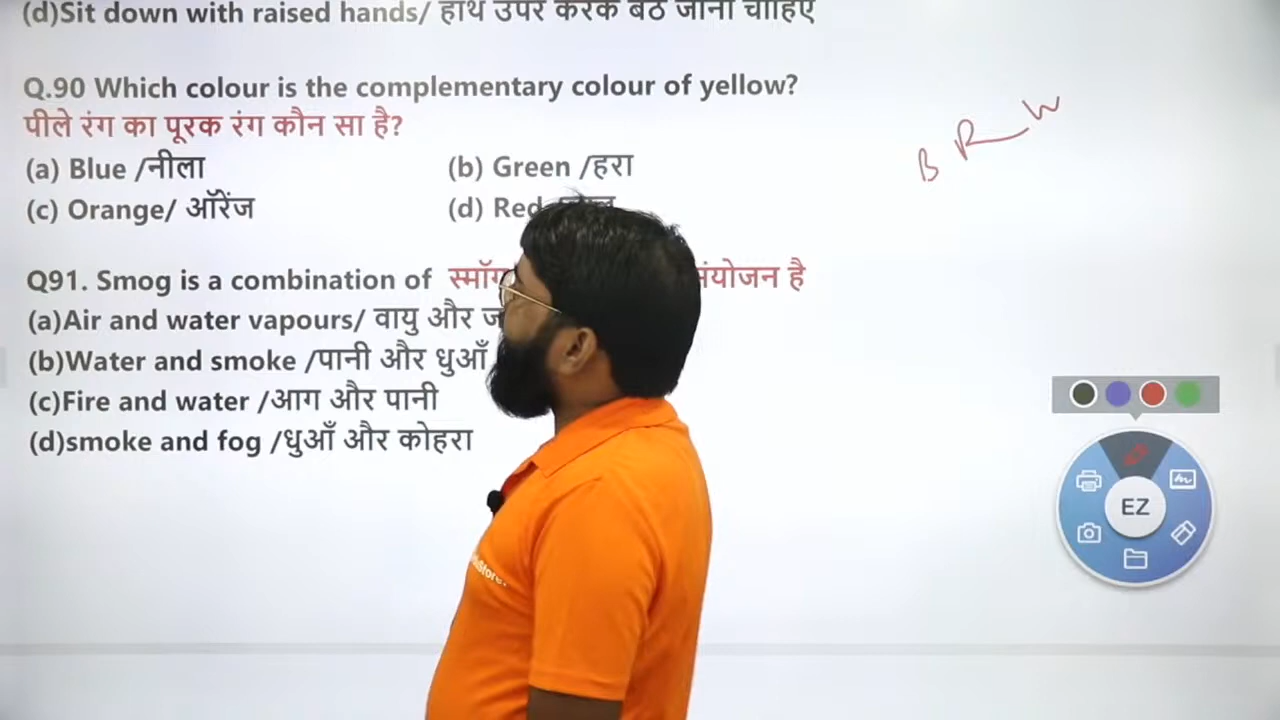 (d)Sit down with raised hands/ हाथ उपर करके बैठ जाना चाहिए
Q.90 Which colour is the complementary colour of yellow?
पीले रंग का पूरक रंग कौन सा है?
(a) Blue /नीला (b) Green /हरा
(c) Orange/ ऑरेंज (d) Red
Q91. Smog is a combination of संयोजन है
(a)Air and water vapours/ वायु और
(b)Water and smoke /पानी और धुआँ
(c)Fire and water /आग और पानी
(d)smoke and fog /धुआँ और कोहरा
B R W
EZ